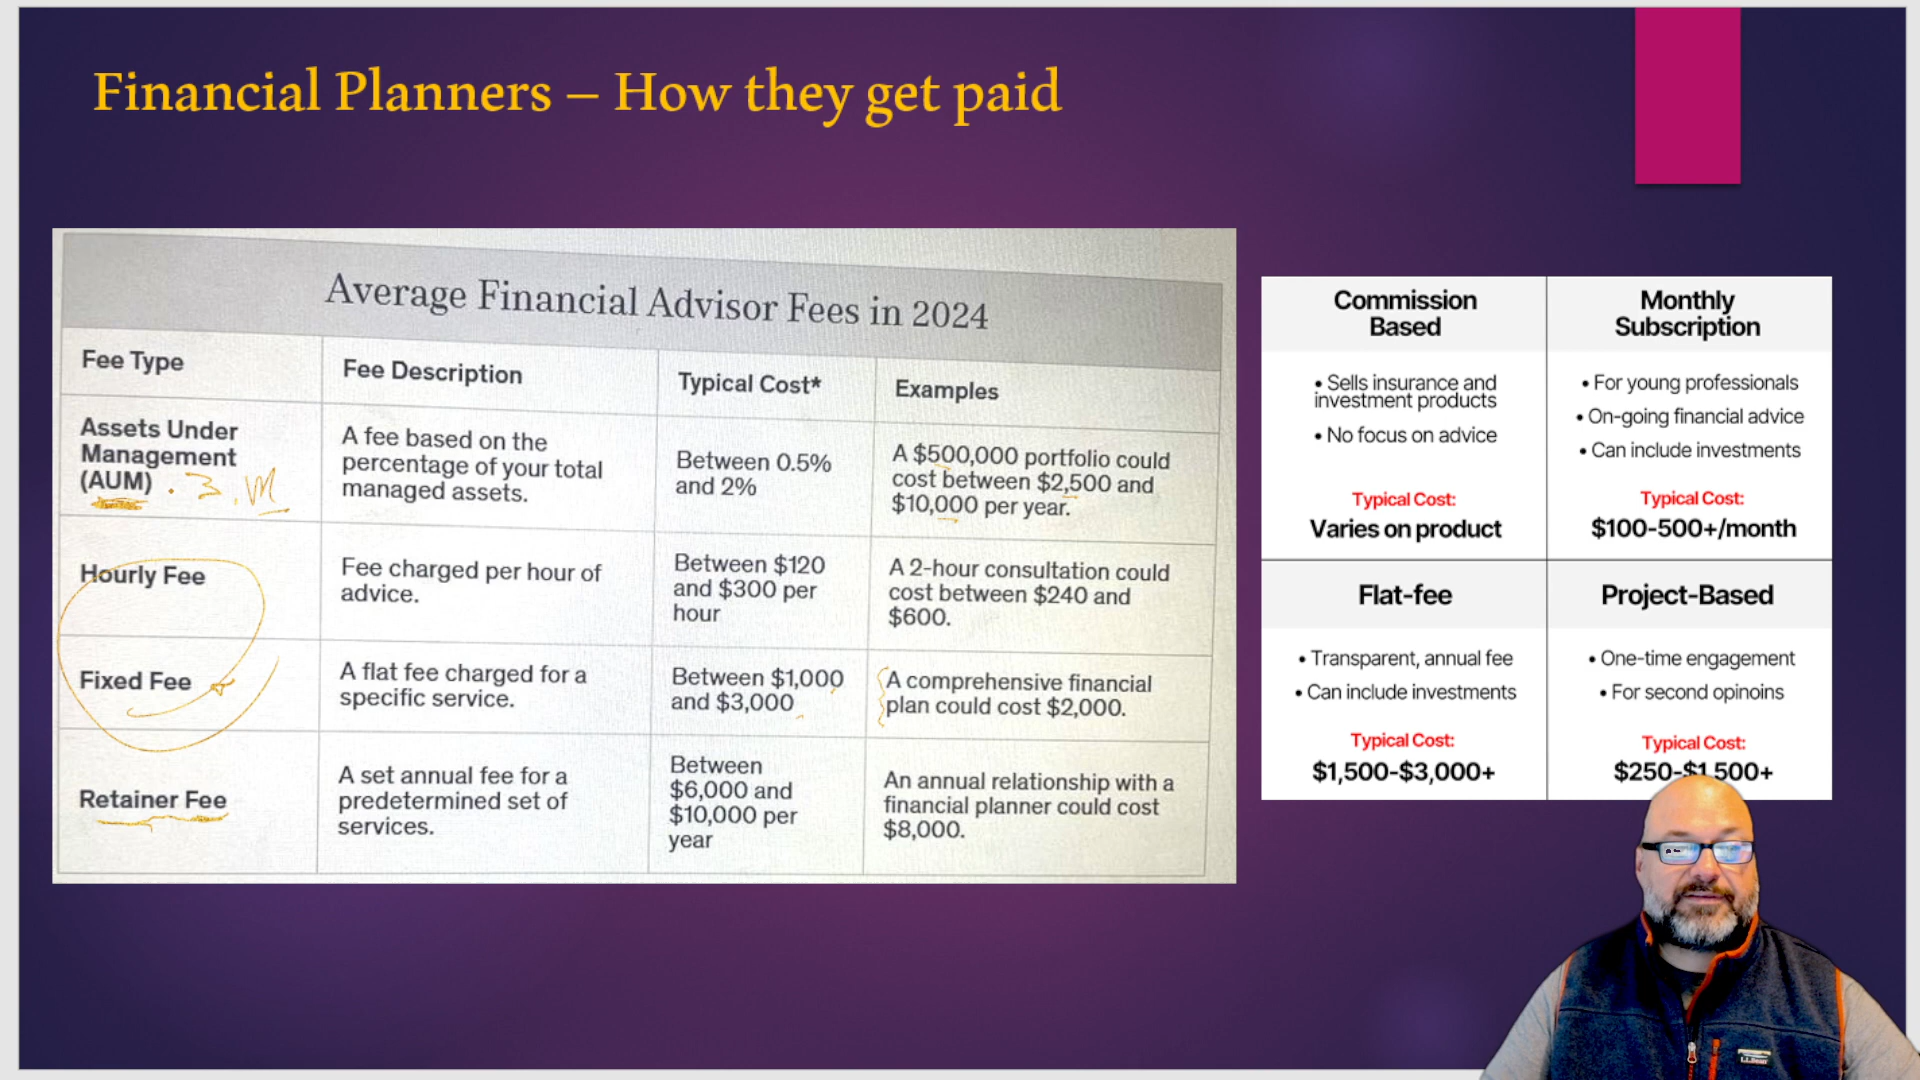 Financial Planners – How they get paid
Average Financial Advisor Fees in 2024
Fee Type
Fee Description
Typical Cost*
Examples
Assets Under
Management
(AUM)
. 3 . M
A fee based on the
percentage of your total
managed assets.
Between 0.5%
and 2%
A $500,000 portfolio could
cost between $2,500 and
$10,000 per year.
Hourly Fee
Fee charged per hour of
advice.
Between $120
and $300 per
hour
A 2-hour consultation could
cost between $240 and
$600.
Fixed Fee
A flat fee charged for a
specific service.
Between $1,000
and $3,000
A comprehensive financial
plan could cost $2,000.
Retainer Fee
A set annual fee for a
predetermined set of
services.
Between
$6,000 and
$10,000 per
year
An annual relationship with a
financial planner could cost
$8,000.
Commission
Based
• Sells insurance and
investment products
• No focus on advice
Typical Cost:
Varies on product
Monthly
Subscription
• For young professionals
• On-going financial advice
• Can include investments
Typical Cost:
$100-500+/month
Flat-fee
• Transparent, annual fee
• Can include investments
Typical Cost:
$1,500-$3,000+
Project-Based
• One-time engagement
• For second opinoins
Typical Cost:
$250-$1,500+
L.L.Bean